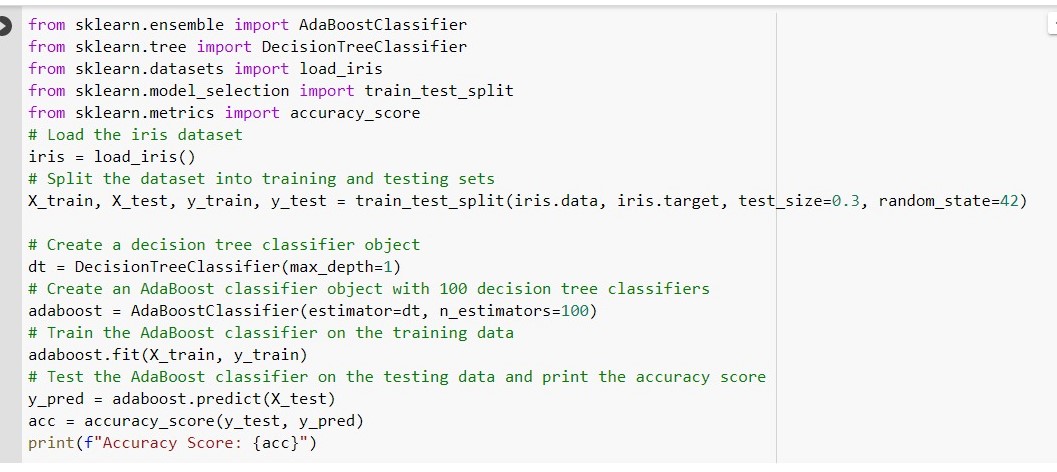 from sklearn.ensemble import AdaBoostClassifier
from sklearn.tree import DecisionTreeClassifier
from sklearn.datasets import load_iris
from sklearn.model_selection import train_test_split
from sklearn.metrics import accuracy_score
# Load the iris dataset
iris = load_iris()
# Split the dataset into training and testing sets
X_train, X_test, y_train, y_test = train_test_split(iris.data, iris.target, test_size=0.3, random_state=42)

# Create a decision tree classifier object
dt = DecisionTreeClassifier(max_depth=1)
# Create an AdaBoost classifier object with 100 decision tree classifiers
adaboost = AdaBoostClassifier(estimator=dt, n_estimators=100)
# Train the AdaBoost classifier on the training data
adaboost.fit(X_train, y_train)
# Test the AdaBoost classifier on the testing data and print the accuracy score
y_pred = adaboost.predict(X_test)
acc = accuracy_score(y_test, y_pred)
print(f"Accuracy Score: {acc}")